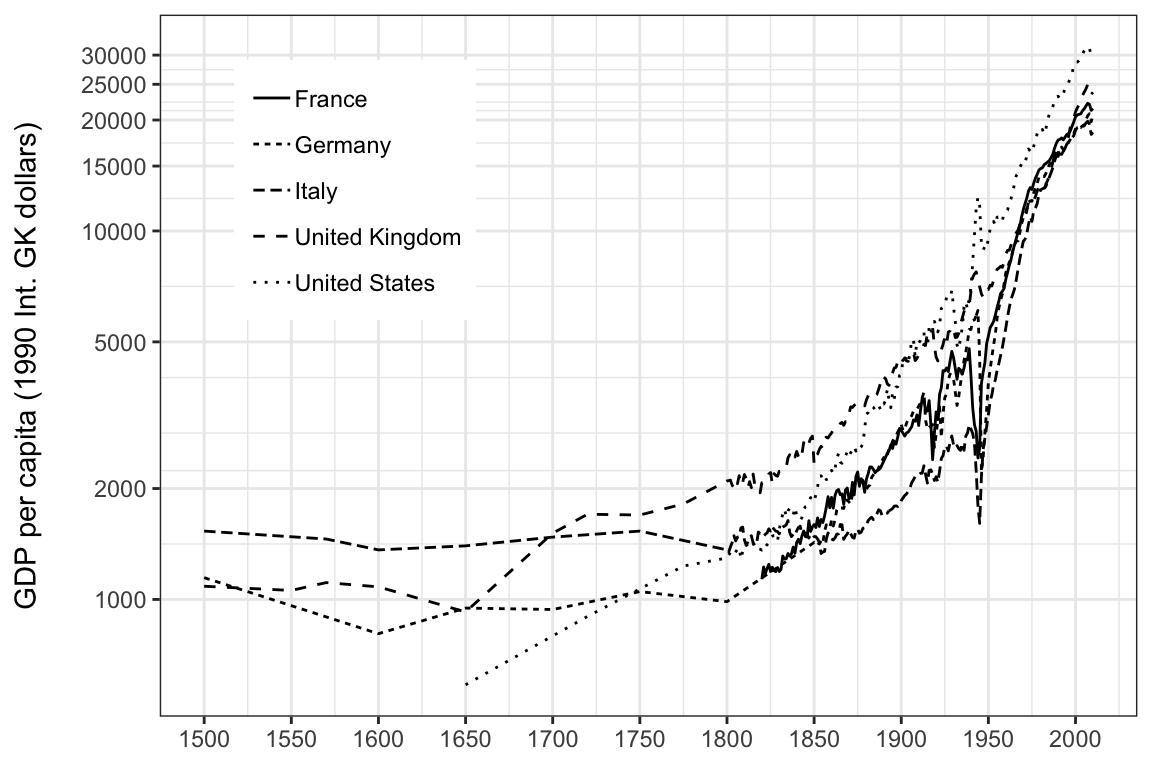 GDP per capita (1990 Int. GK dollars)
30000
25000
20000
15000
10000
5000
2000
1000
France
Germany
Italy
United Kingdom
United States
1500 1550 1600 1650 1700 1750 1800 1850 1900 1950 2000